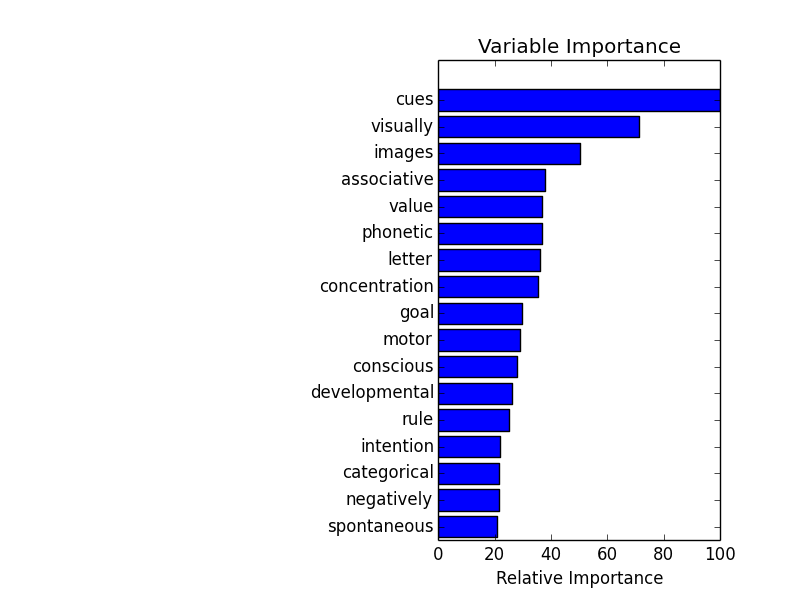 Variable Importance
cues
visually
images
associative
value
phonetic
letter
concentration
goal
motor
conscious
developmental
rule
intention
categorical
negatively
spontaneous
0 20 40 60 80 100
Relative Importance